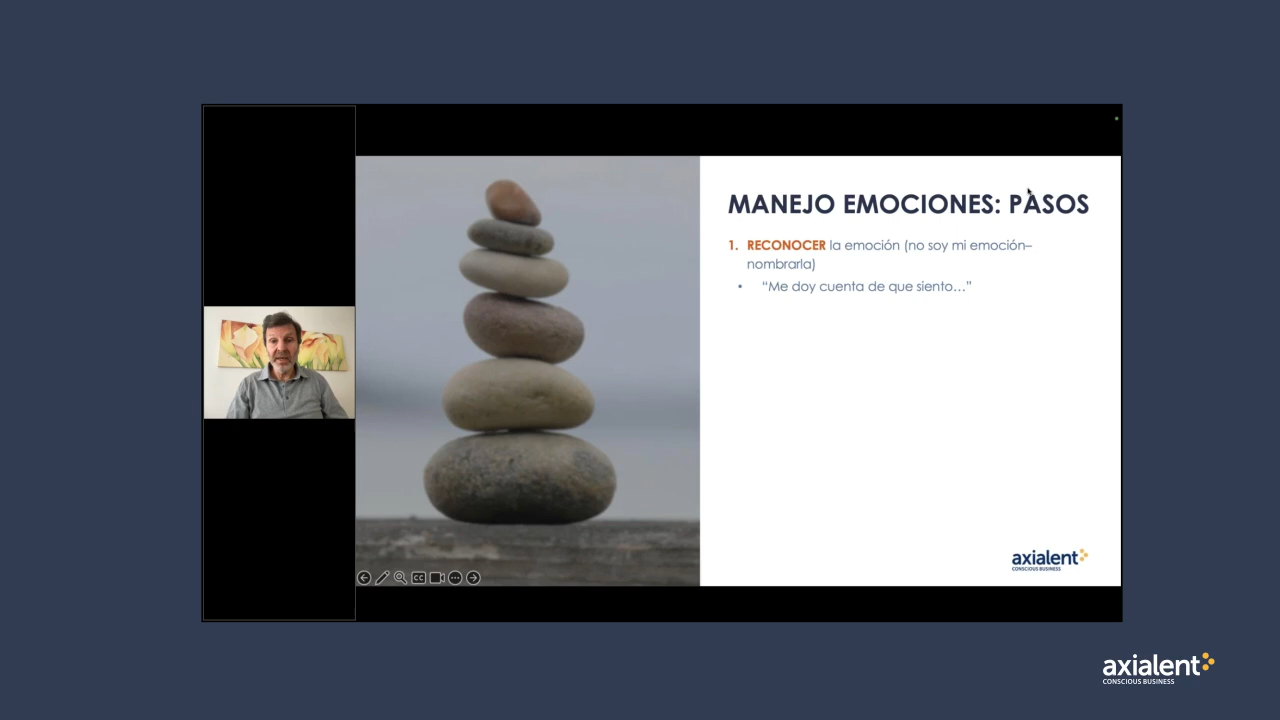 MANEJO EMOCIONES: PASOS
1. RECONOCER la emoción (no soy mi emoción–
nombrarla)
• “Me doy cuenta de que siento…”
axialent
CONSCIOUS BUSINESS
CC
axialent
CONSCIOUS BUSINESS